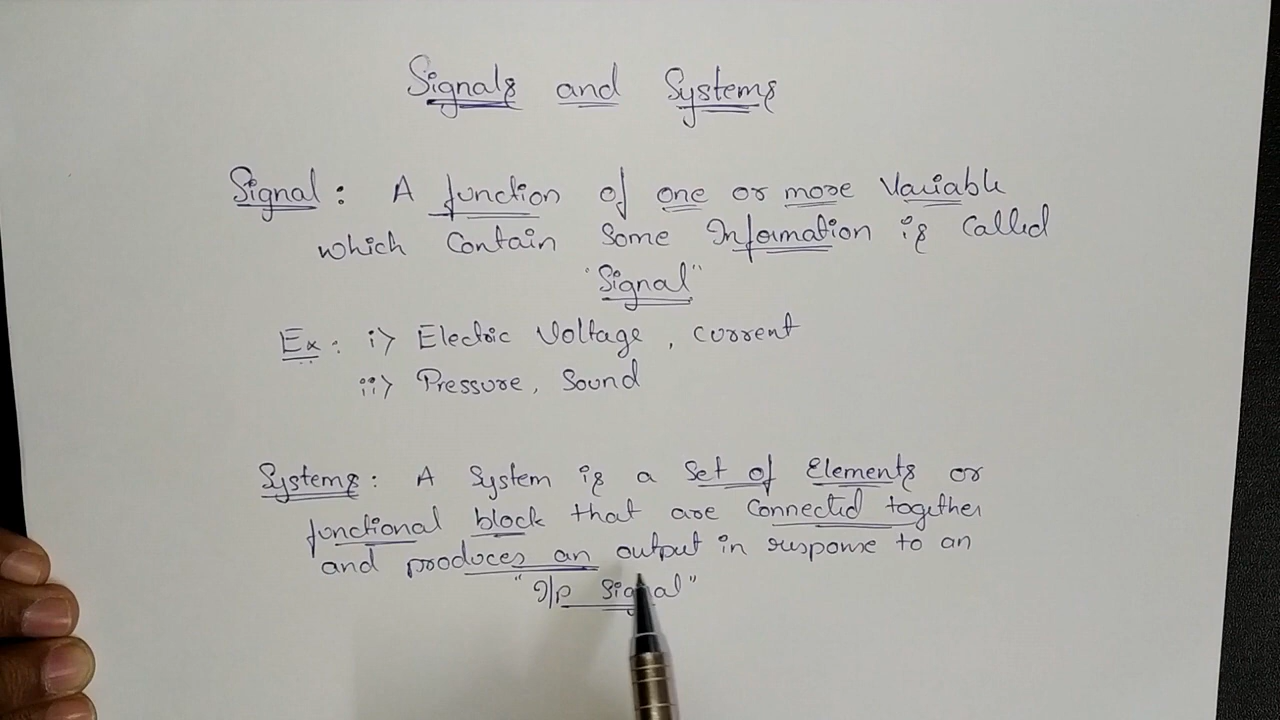 Signals and Systems
Signal : A function of one or more Variable
which Contain Some Information is Called
"Signal"
Ex : i> Electric Voltage , current
ii> Pressure, Sound
Systems : A System is a Set of Elements or
functional block that are Connected together
and produces an output in response to an
"I/p Signal"